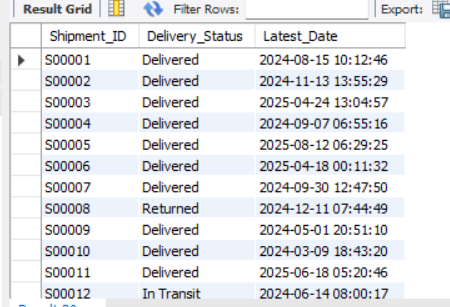 Result Grid Filter Rows: Export:
Shipment_ID Delivery_Status Latest_Date
S00001 Delivered 2024-08-15 10:12:46
S00002 Delivered 2024-11-13 13:55:29
S00003 Delivered 2025-04-24 13:04:57
S00004 Delivered 2024-09-07 06:55:16
S00005 Delivered 2025-08-12 06:29:25
S00006 Delivered 2025-04-18 00:11:32
S00007 Delivered 2024-09-30 12:47:50
S00008 Returned 2024-12-11 07:44:49
S00009 Delivered 2024-05-01 20:51:10
S00010 Delivered 2024-03-09 18:43:20
S00011 Delivered 2025-06-18 05:20:46
S00012 In Transit 2024-06-14 08:00:17